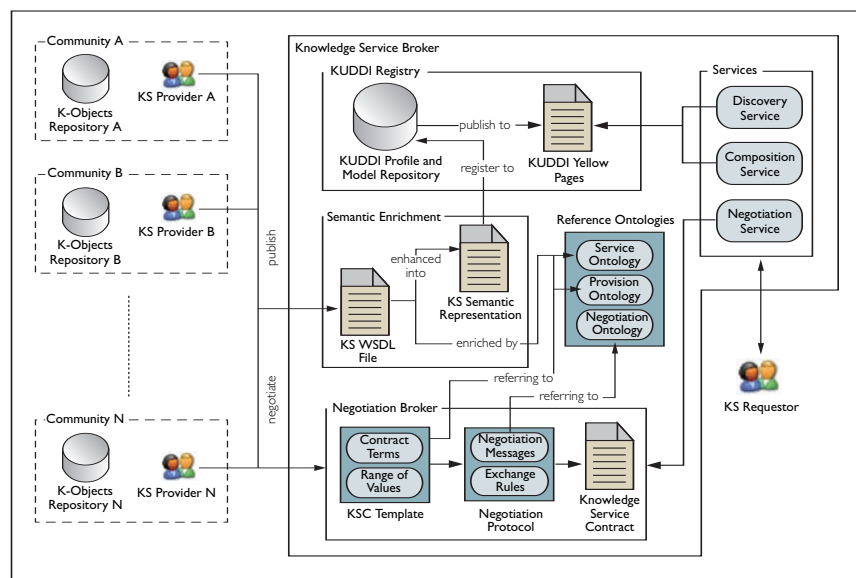 Community A
K-Objects
Repository A
KS Provider A
Community B
K-Objects
Repository B
KS Provider B
Community N
K-Objects
Repository N
KS Provider N
publish
negotiate
Knowledge Service Broker
KUDDI Registry
KUDDI Profile and
Model Repository
publish to
KUDDI Yellow
Pages
register to
Services
Discovery
Service
Composition
Service
Negotiation
Service
Semantic Enrichment
KS WSDL
File
enhanced
into
KS Semantic
Representation
enriched by
Reference Ontologies
Service
Ontology
Provision
Ontology
Negotiation
Ontology
referring to
referring to
KS Requestor
Negotiation Broker
Contract
Terms
Range of
Values
KSC Template
Negotiation
Messages
Exchange
Rules
Negotiation
Protocol
Knowledge
Service
Contract